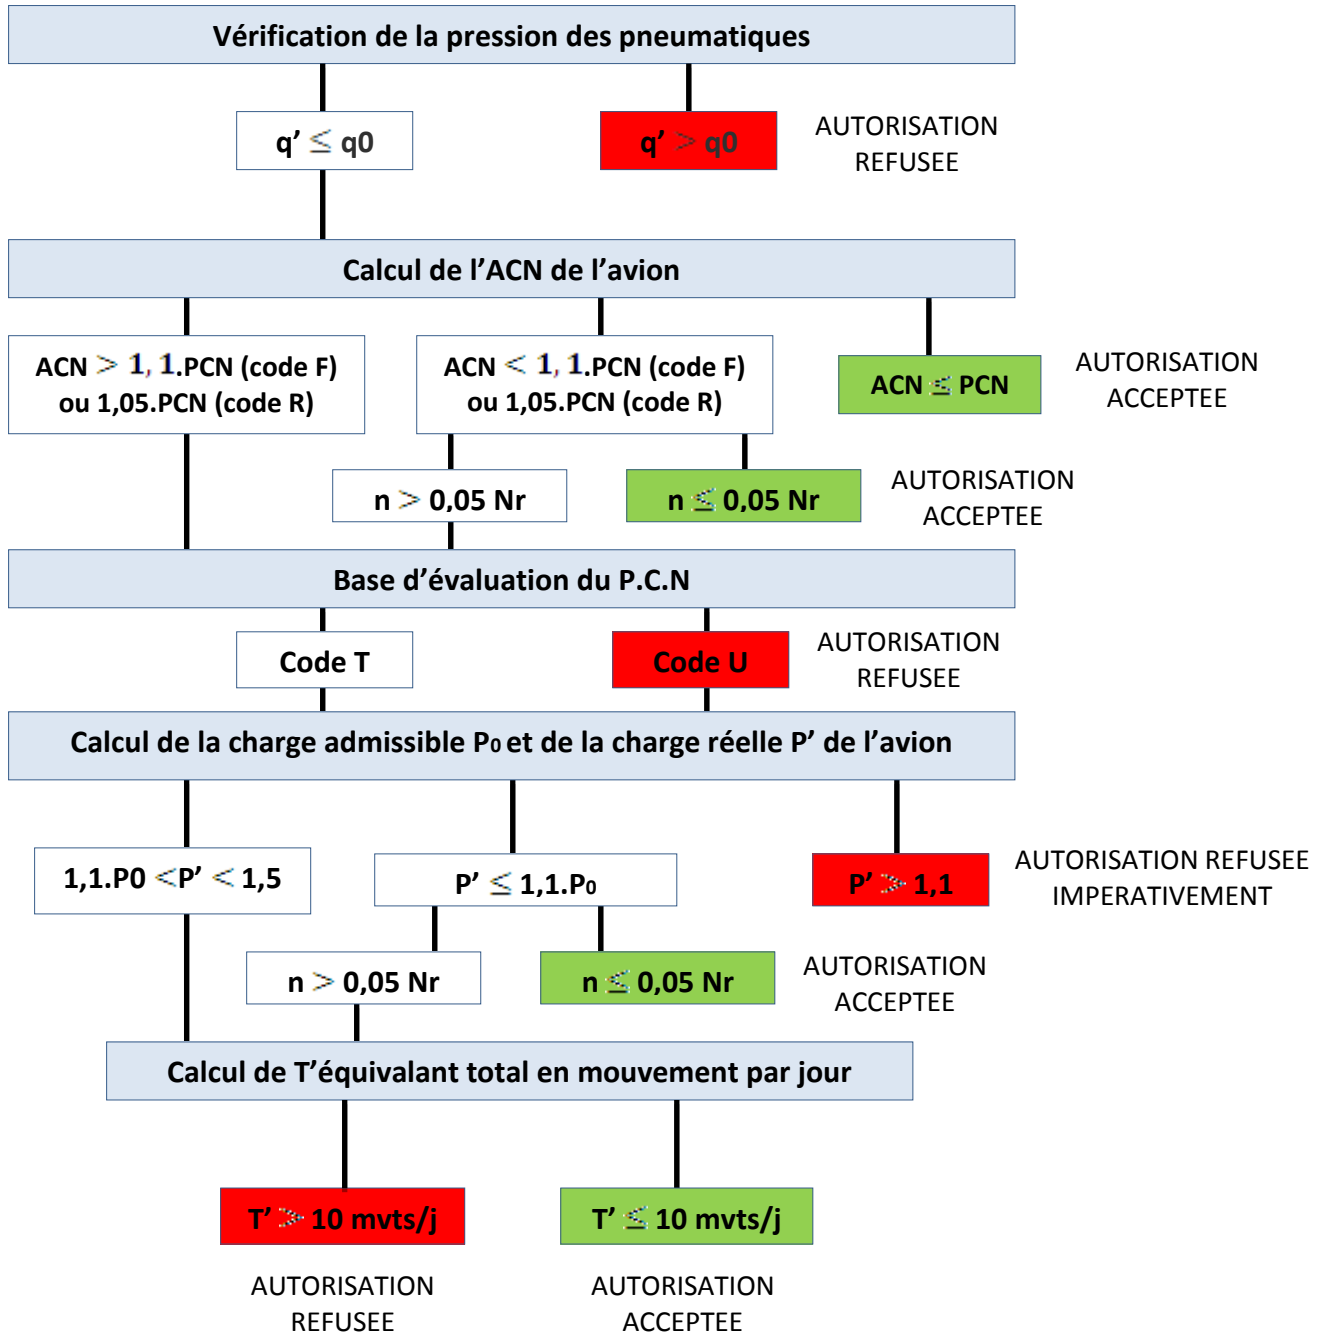 Vérification de la pression des pneumatiques
q’ ≤ q0
q’ > q0
AUTORISATION
REFUSEE
Calcul de l’ACN de l’avion
ACN > 1, 1.PCN (code F)
ou 1,05.PCN (code R)
ACN < 1, 1.PCN (code F)
ou 1,05.PCN (code R)
ACN ≤ PCN
AUTORISATION
ACCEPTEE
n > 0,05 Nr
n ≤ 0,05 Nr
AUTORISATION
ACCEPTEE
Base d’évaluation du P.C.N
Code T
Code U
AUTORISATION
REFUSEE
Calcul de la charge admissible P₀ et de la charge réelle P’ de l’avion
1,1.P0 <P’ < 1,5
P’ ≤ 1,1.P₀
P’ > 1,1
AUTORISATION REFUSEE
IMPERATIVEMENT
n > 0,05 Nr
n ≤ 0,05 Nr
AUTORISATION
ACCEPTEE
Calcul de T’équivalant total en mouvement par jour
T’ > 10 mvts/j
T’ ≤ 10 mvts/j
AUTORISATION
REFUSEE
AUTORISATION
ACCEPTEE